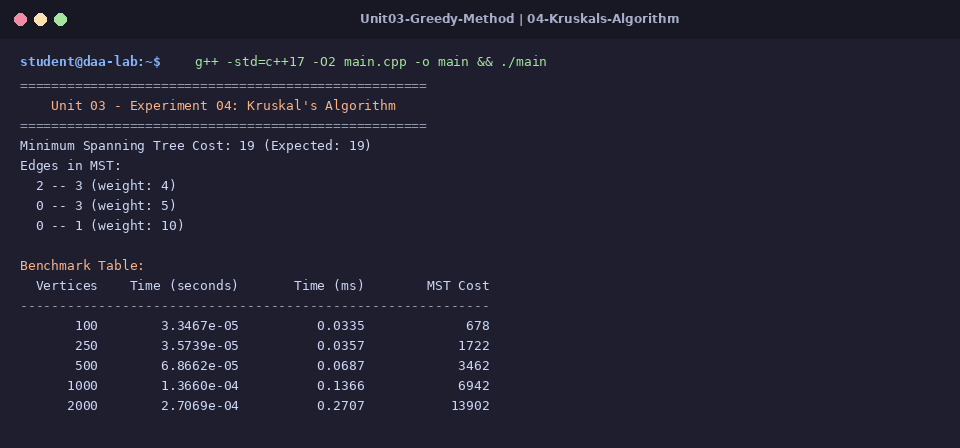 Unit03-Greedy-Method | 04-Kruskals-Algorithm
student@daa-lab:~$ g++ -std=c++17 -O2 main.cpp -o main && ./main
====================================================
    Unit 03 - Experiment 04: Kruskal's Algorithm
====================================================
Minimum Spanning Tree Cost: 19 (Expected: 19)
Edges in MST:
  2 -- 3 (weight: 4)
  0 -- 3 (weight: 5)
  0 -- 1 (weight: 10)
Benchmark Table:
  Vertices    Time (seconds)       Time (ms)        MST Cost
------------------------------------------------------------
       100        3.3467e-05          0.0335             678
       250        3.5739e-05          0.0357            1722
       500        6.8662e-05          0.0687            3462
      1000        1.3660e-04          0.1366            6942
      2000        2.7069e-04          0.2707           13902